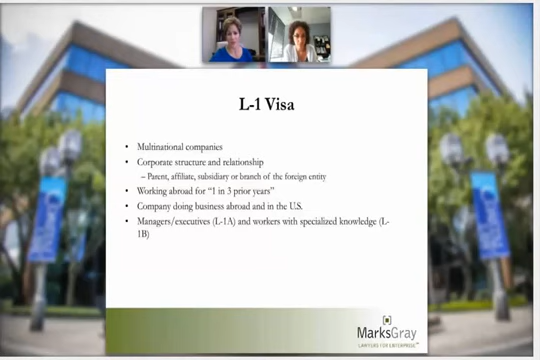 L-1 Visa
• Multinational companies
• Corporate structure and relationship
– Parent, affiliate, subsidiary or branch of the foreign entity
• Working abroad for “1 in 3 prior years”
• Company doing business abroad and in the U.S.
• Managers/executives (L-1A) and workers with specialized knowledge (L-
1B)
MarksGray
LAWYERS FOR ENTERPRISE